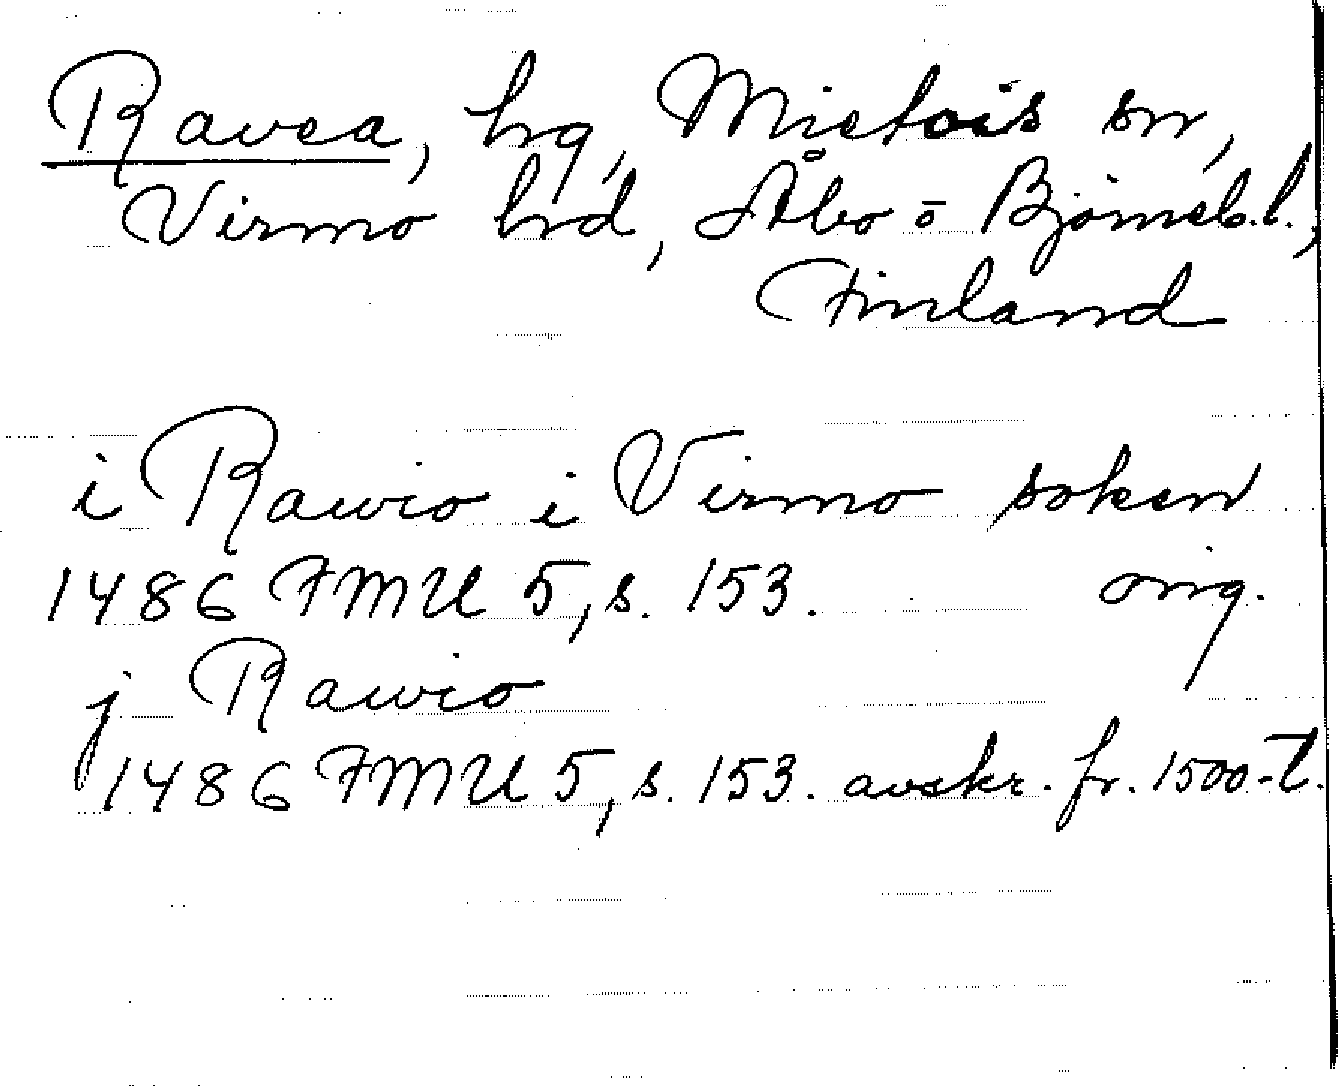 Ravea, hg, Mietois sn,
Virmo hd, Åbo o Björneb.l.,
Finland
i Rawio i Virmo soken
1486 FMU 5, s. 153. orig.
j Rawio
1486 FMU 5, s. 153. avskr. fr. 1500-t.